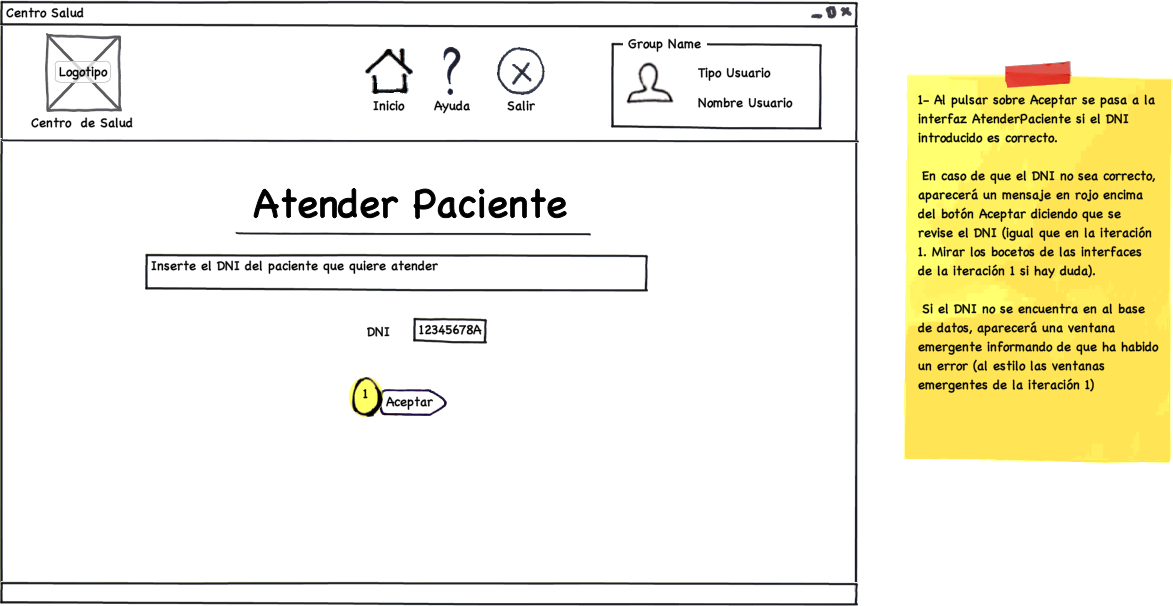 Centro Salud
Logotipo
Centro de Salud
Inicio
Ayuda
Salir
Group Name
Tipo Usuario
Nombre Usuario
Atender Paciente
Inserte el DNI del paciente que quiere atender
DNI
12345678A
1
Aceptar
1- Al pulsar sobre Aceptar se pasa a la
interfaz AtenderPaciente si el DNI
introducido es correcto.
En caso de que el DNI no sea correcto,
aparecerá un mensaje en rojo encima
del botón Aceptar diciendo que se
revise el DNI (igual que en la iteración
1. Mirar los bocetos de las interfaces
de la iteración 1 si hay duda).
Si el DNI no se encuentra en al base
de datos, aparecerá una ventana
emergente informando de que ha habido
un error (al estilo las ventanas
emergentes de la iteración 1)